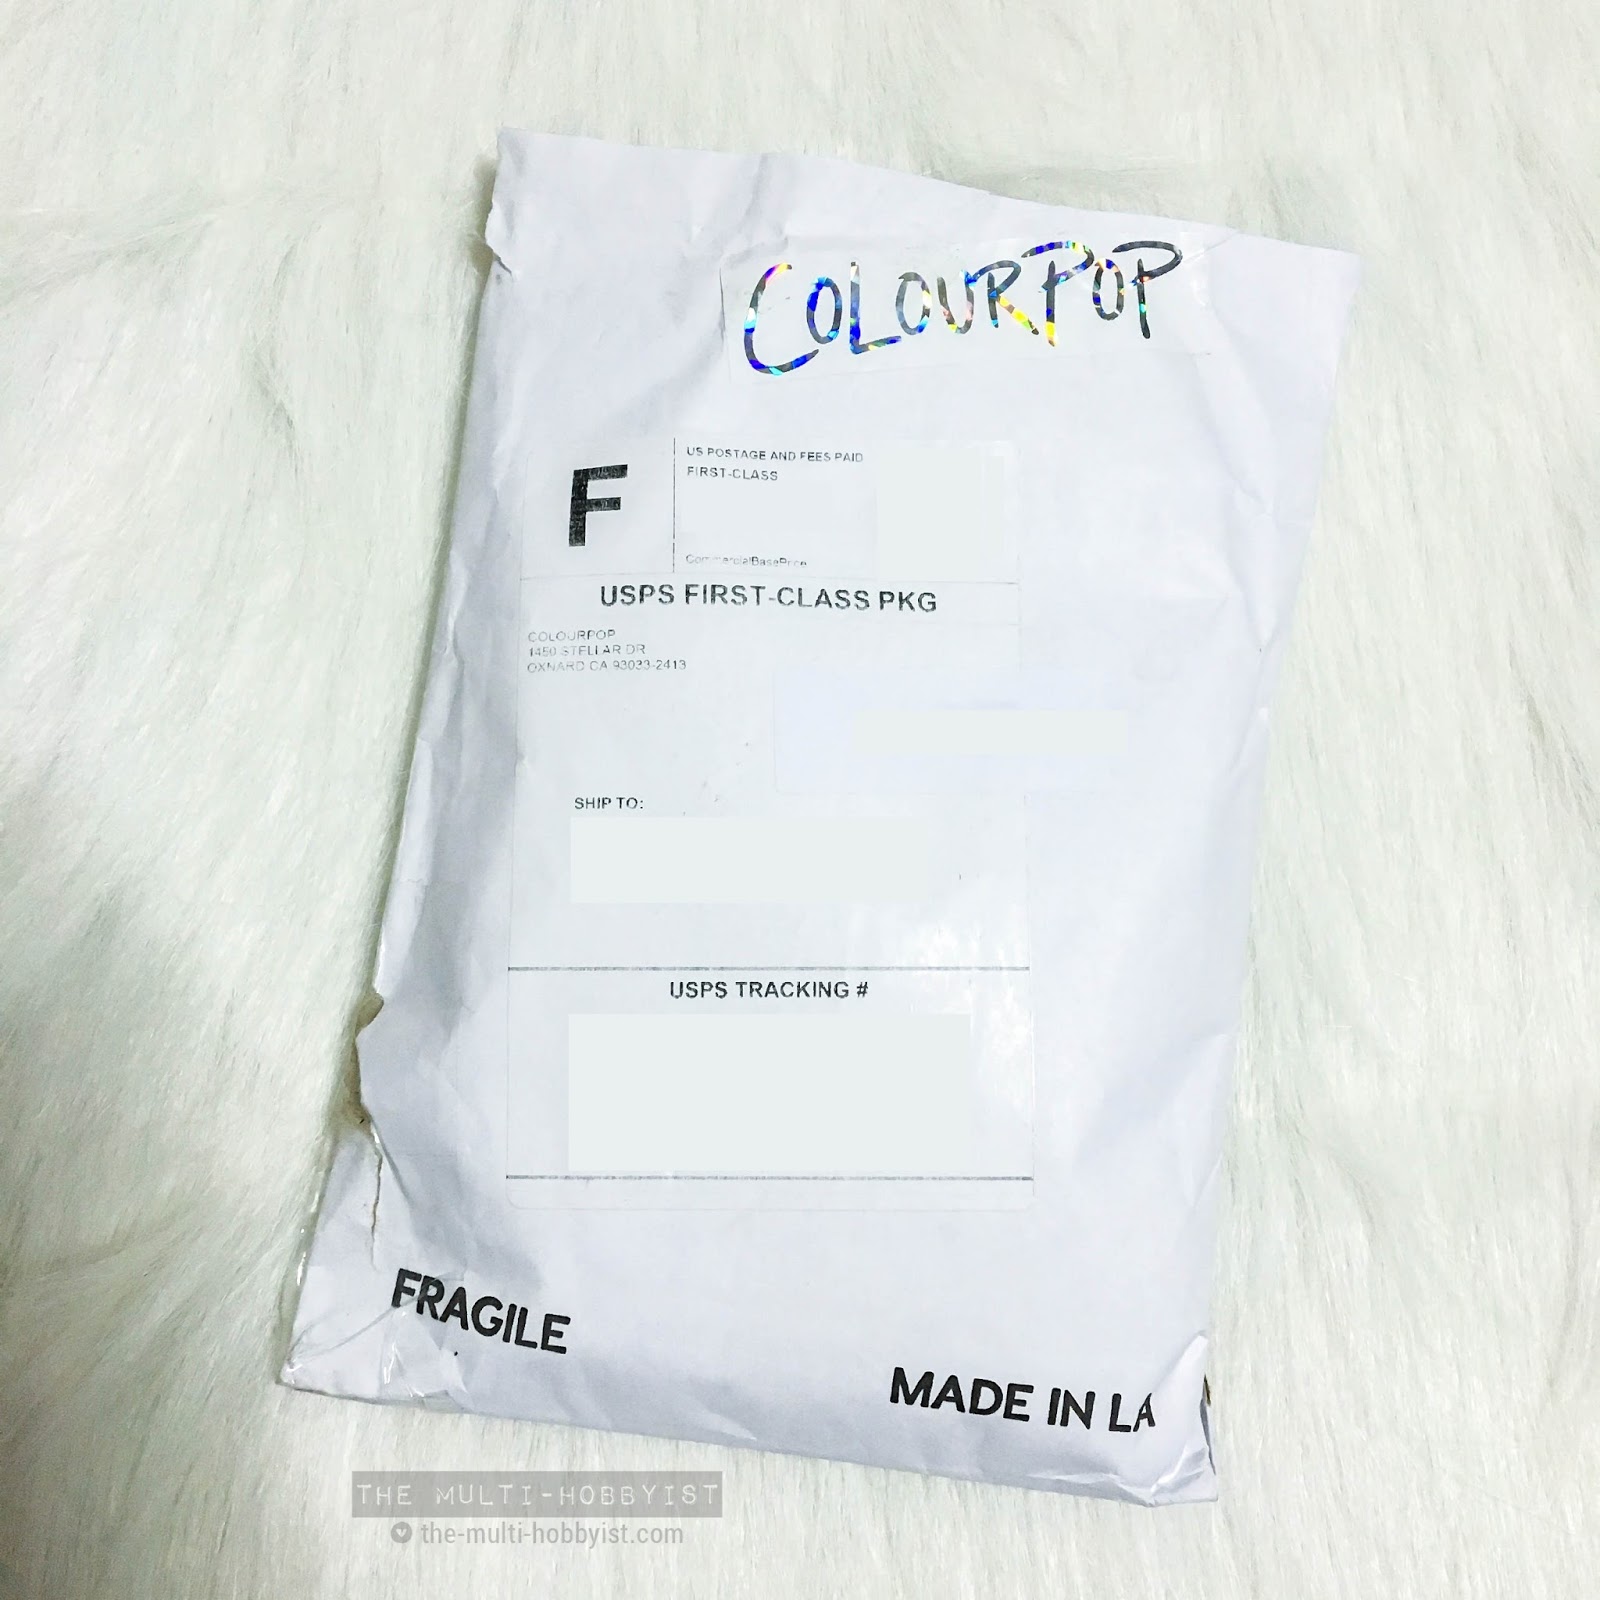 COLOURPOP
F
US POSTAGE AND FEES PAID
FIRST-CLASS
CommercialBasePrice
USPS FIRST-CLASS PKG
COLOURPOP
1450 STELLAR DR
OXNARD CA 93033-2413
SHIP TO:
USPS TRACKING #
FRAGILE
MADE IN LA
THE MULTI-HOBBYIST
the-multi-hobbyist.com